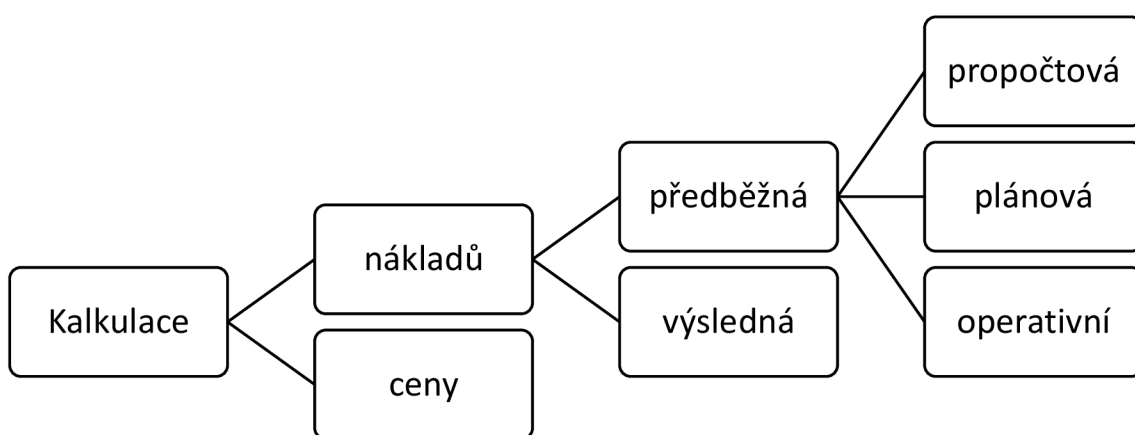 Kalkulace
nákladů
ceny
předběžná
výsledná
propočtová
plánová
operativní